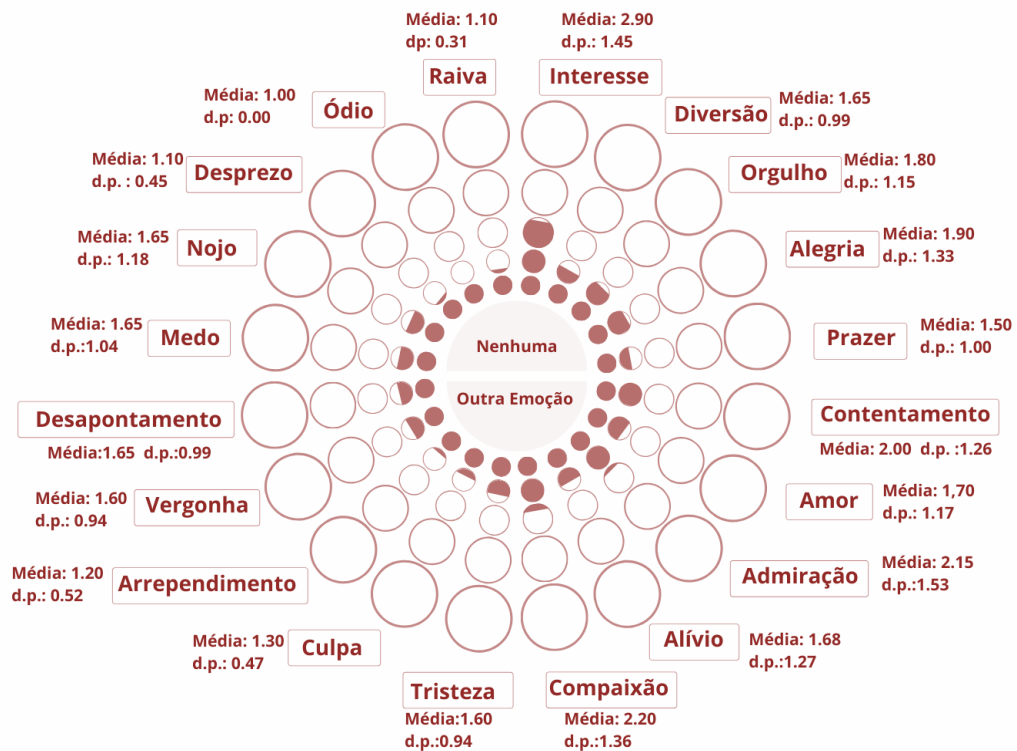 Média: 1.10
dp: 0.31
Raiva
Média: 2.90
d.p.: 1.45
Interesse
Média: 1.65
d.p.: 0.99
Diversão
Média: 1.80
d.p.: 1.15
Orgulho
Média: 1.90
d.p.: 1.33
Alegria
Média: 1.50
d.p.: 1.00
Prazer
Contentamento
Média: 2.00 d.p. :1.26
Amor
Média: 1,70
d.p.: 1.17
Admiração
Média: 2.15
d.p.:1.53
Alívio
Média: 1.68
d.p.:1.27
Compaixão
Média: 2.20
d.p.:1.36
Tristeza
Média:1.60
d.p.:0.94
Culpa
Média: 1.30
d.p.: 0.47
Arrependimento
Média: 1.20
d.p.: 0.52
Vergonha
Média: 1.60
d.p.: 0.94
Desapontamento
Média:1.65 d.p.:0.99
Medo
Média: 1.65
d.p.:1.04
Nojo
Média: 1.65
d.p.: 1.18
Desprezo
Média: 1.10
d.p. : 0.45
Ódio
Média: 1.00
d.p: 0.00
Nenhuma
Outra Emoção